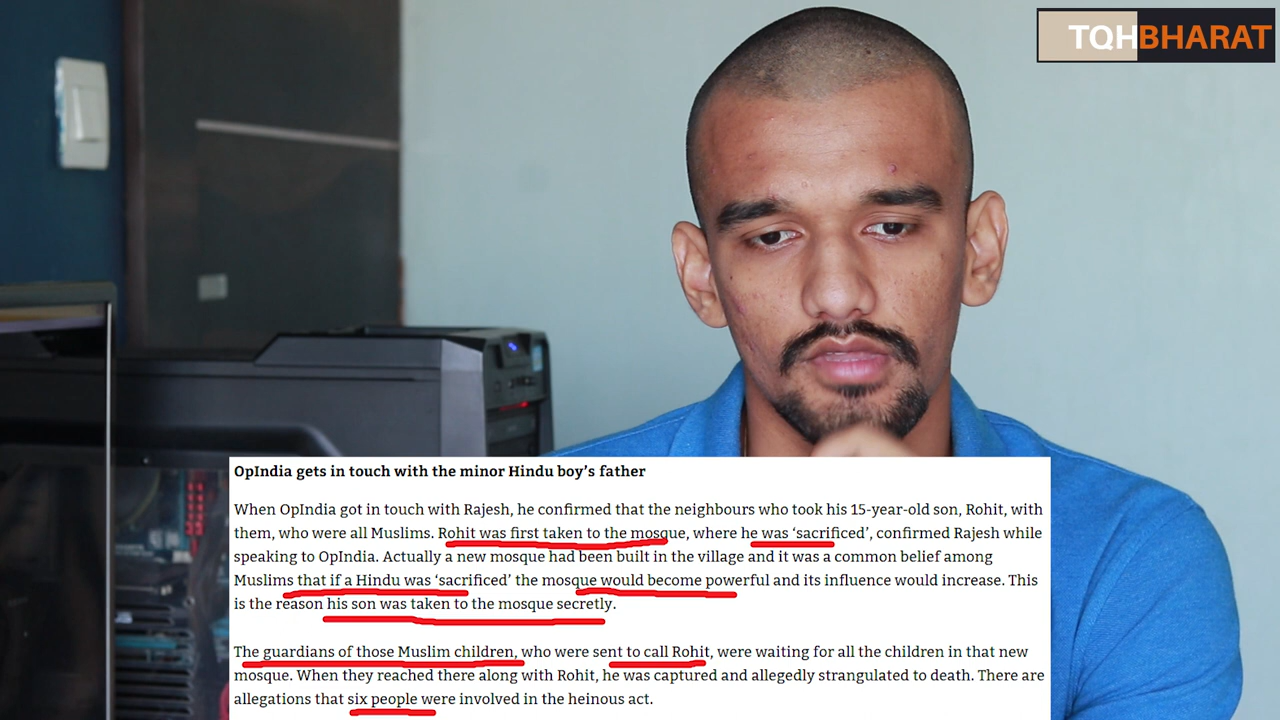 TQHBHARAT
OpIndia gets in touch with the minor Hindu boy's father
When OpIndia got in touch with Rajesh, he confirmed that the neighbours who took his 15-year-old son, Rohit, with
them, who were all Muslims. Rohit was first taken to the mosque, where he was ‘sacrificed’, confirmed Rajesh while
speaking to OpIndia. Actually a new mosque had been built in the village and it was a common belief among
Muslims that if a Hindu was ‘sacrificed’ the mosque would become powerful and its influence would increase. This
is the reason his son was taken to the mosque secretly.
The guardians of those Muslim children, who were sent to call Rohit, were waiting for all the children in that new
mosque. When they reached there along with Rohit, he was captured and allegedly strangulated to death. There are
allegations that six people were involved in the heinous act.